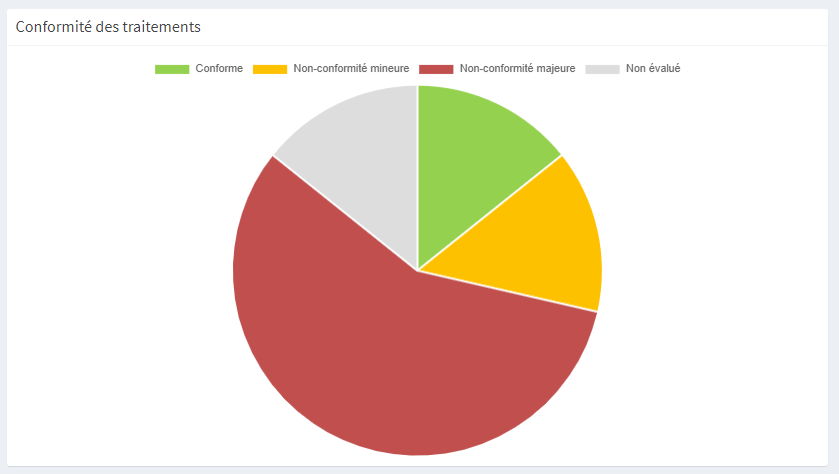 Conformité des traitements
Conforme Non-conformité mineure Non-conformité majeure Non évalué